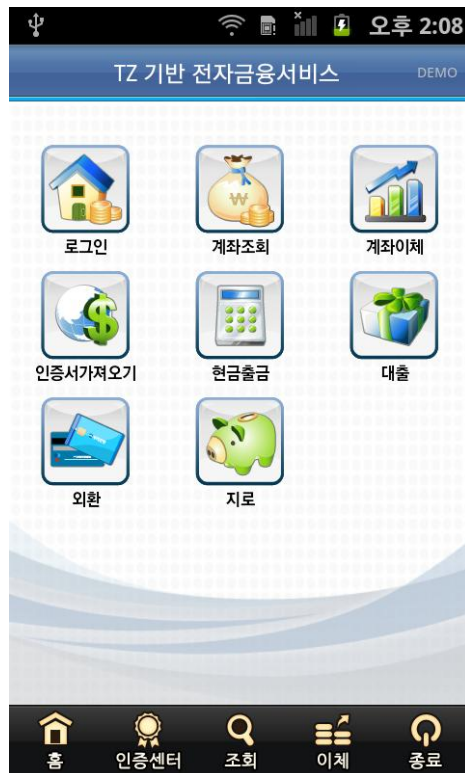 오후 2:08
TZ 기반 전자금융서비스 DEMO
로그인 계좌조회 계좌이체
인증서가져오기 현금출금 대출
외환 지로
홈 인증센터 조회 이체 종료